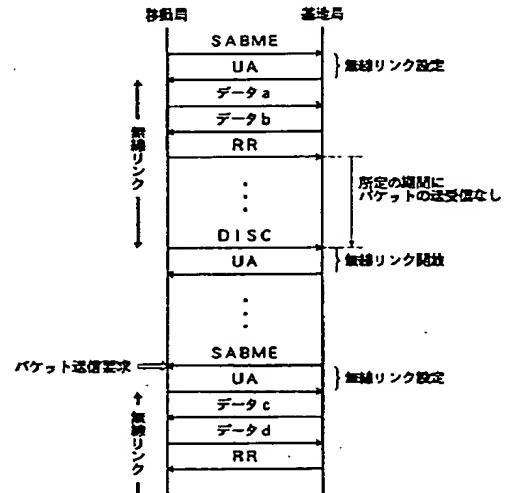 移動局
基地局
SABME
UA
無線リンク設定
データa
データb
RR
無線リンク
所定の期間に
パケットの送受信なし
DISC
UA
無線リンク開放
SABME
パケット送信要求
UA
無線リンク設定
データc
データd
RR
無線リンク